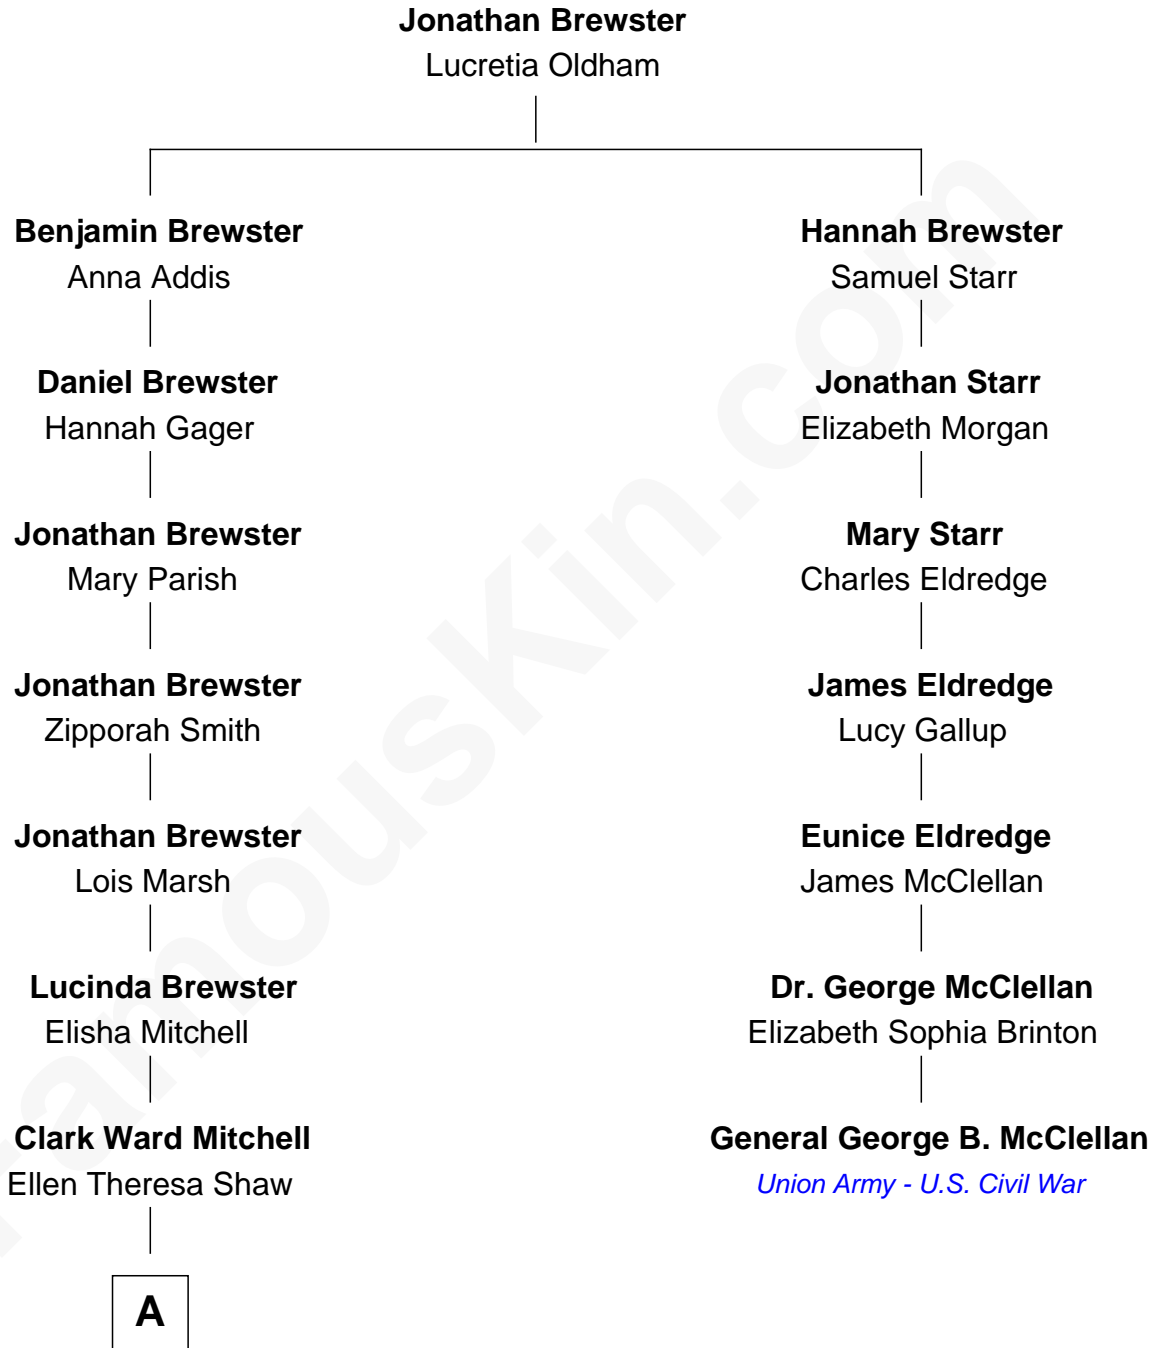 Jonathan Brewster
Lucretia Oldham
Benjamin Brewster
Anna Addis
Daniel Brewster
Hannah Gager
Jonathan Brewster
Mary Parish
Jonathan Brewster
Zipporah Smith
Jonathan Brewster
Lois Marsh
Lucinda Brewster
Elisha Mitchell
Clark Ward Mitchell
Ellen Theresa Shaw
A
Hannah Brewster
Samuel Starr
Jonathan Starr
Elizabeth Morgan
Mary Starr
Charles Eldredge
James Eldredge
Lucy Gallup
Eunice Eldredge
James McClellan
Dr. George McClellan
Elizabeth Sophia Brinton
General George B. McClellan
Union Army - U.S. Civil War
FamousKin.com